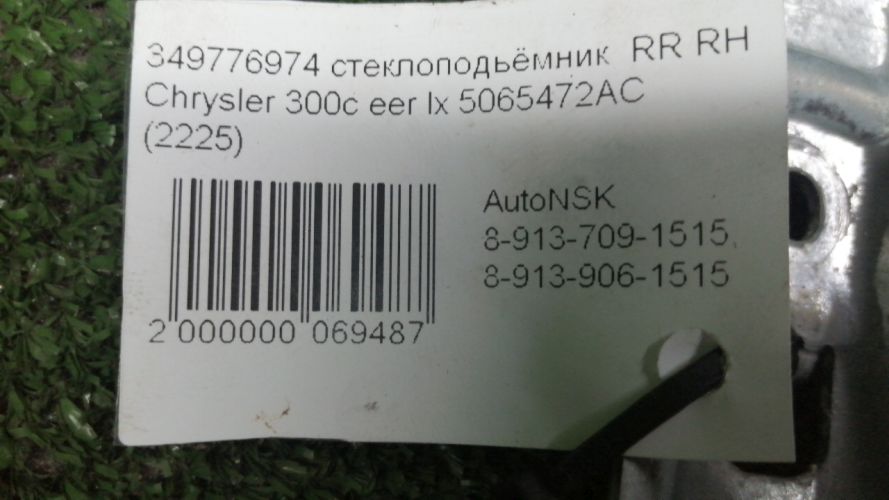 349776974 стеклоподьёмник RR RH
Chrysler 300c eer lx 5065472AC
(2225)
AutoNSK
8-913-709-1515,
8-913-906-1515
2 000000 069487